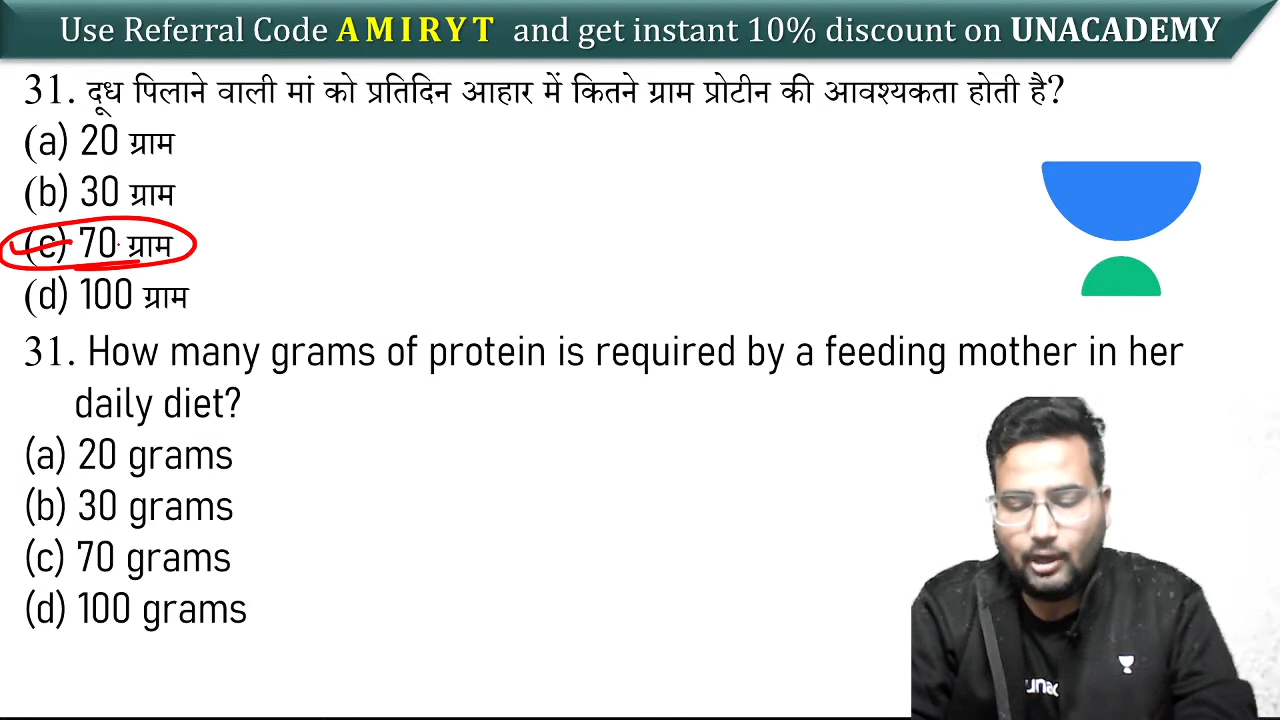 Use Referral Code A M I R Y T and get instant 10% discount on UNACADEMY
31. दूध पिलाने वाली मां को प्रतिदिन आहार में कितने ग्राम प्रोटीन की आवश्यकता होती है?
(a) 20 ग्राम
(b) 30 ग्राम
(c) 70 ग्राम
(d) 100 ग्राम
31. How many grams of protein is required by a feeding mother in her
daily diet?
(a) 20 grams
(b) 30 grams
(c) 70 grams
(d) 100 grams
unac